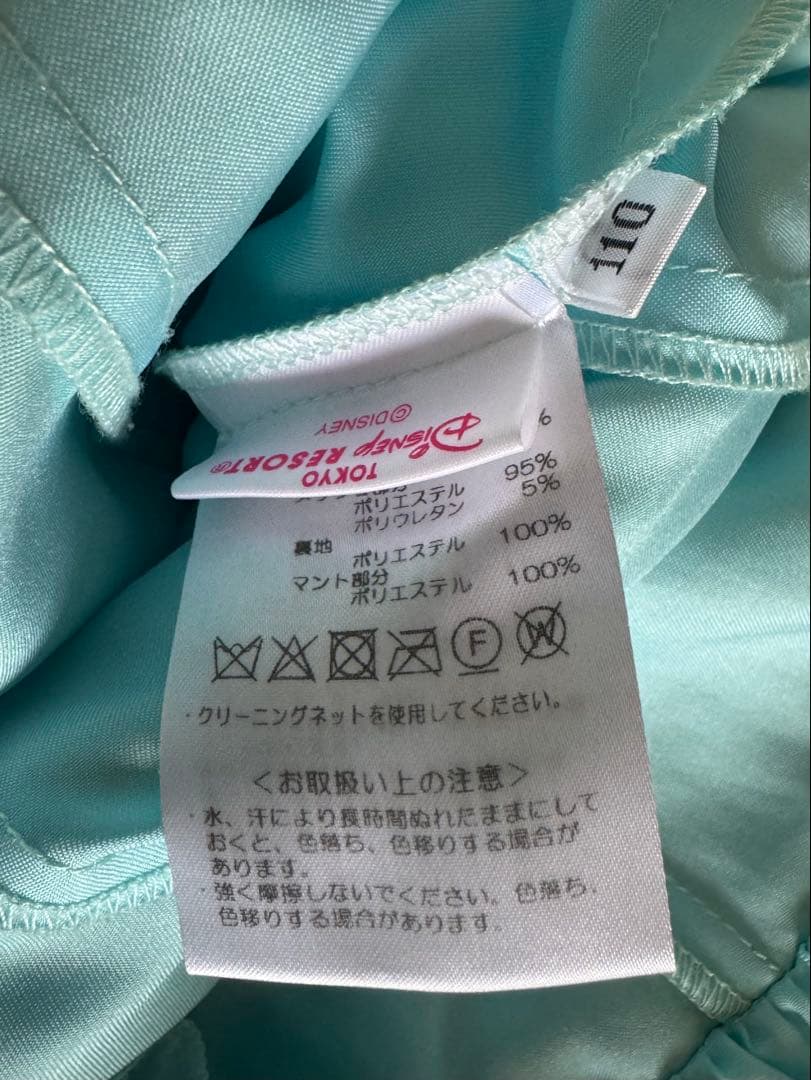 110
TOKYO
Disney RESORT®
©DISNEY
%
95%
ポリエステル
5%
ポリウレタン
裏地
ポリエステル 100%
マント部分
ポリエステル 100%
F
W
・クリーニングネットを使用してください。
＜お取扱い上の注意＞
・水、汗により長時間ぬれたままにして
おくと、色落ち、色移りする場合が
あります。
・強く摩擦しないでください。色落ち、
色移りする場合があります。